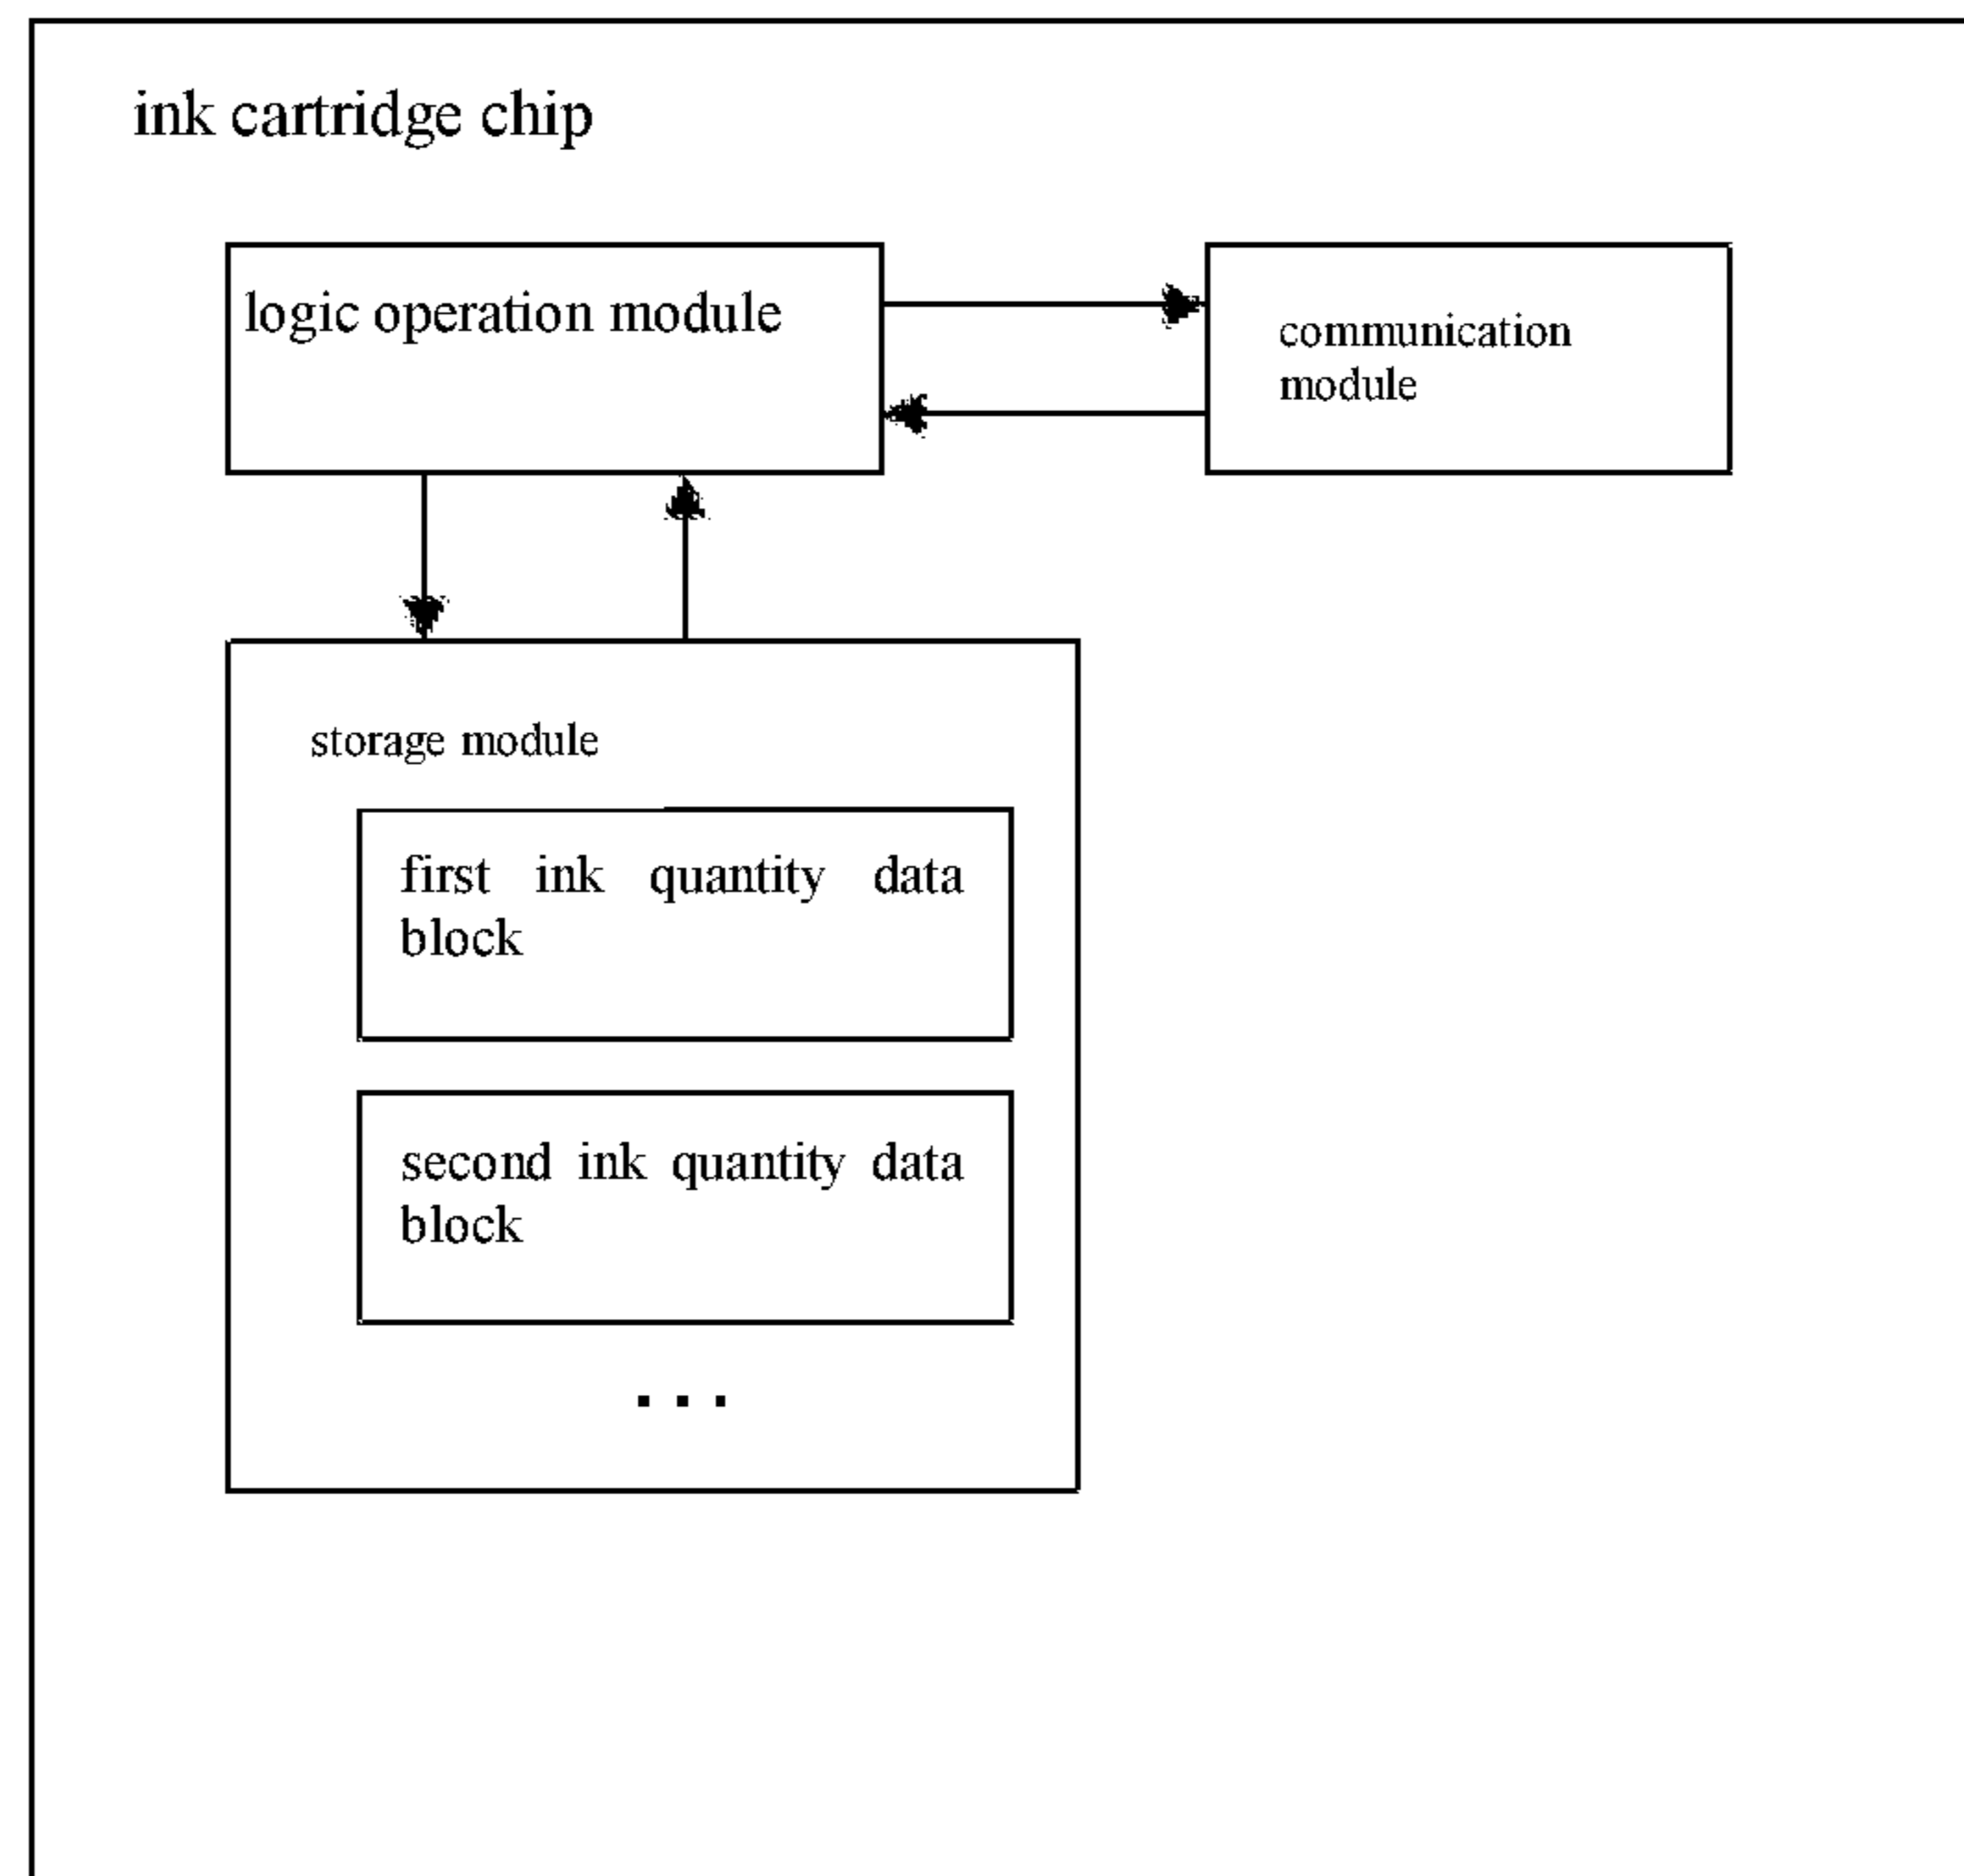 ink cartridge chip
logic operation module
communication
module
storage module
first ink quantity data
block
second ink quantity data
block
...